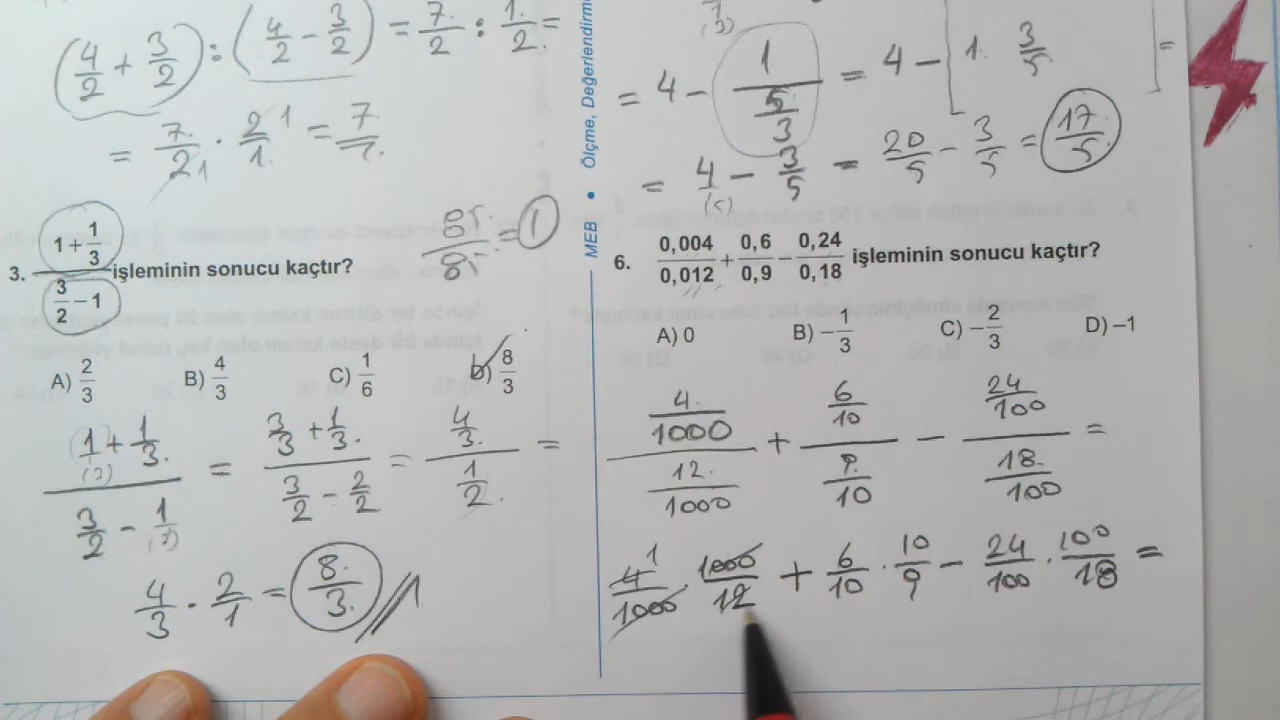 (4/2 + 3/2) : (4/2 - 3/2) = 7/2 : 1/2 =
= 7/2 · 2/1 = 7/1
3. (1+1/3)/(3/2-1) işleminin sonucu kaçtır?
85/85 = 1
A) 2/3 B) 4/3 C) 1/6 D) 8/3
(1 + 1/3)/(3/2 - 1) = (3/3 + 1/3)/(3/2 - 2/2) = (4/3)/(1/2) =
4/3 · 2/1 = 8/3
MEB • Ölçme, Değerlendirme
= 4 - 1/(5/3) = 4 - [1 · 3/5] =
= 4 - 3/5 = 20/5 - 3/5 = 17/5
6. 0,004/0,012 + 0,6/0,9 - 0,24/0,18 işleminin sonucu kaçtır?
A) 0 B) -1/3 C) -2/3 D) -1
(4/1000)/(12/1000) + (6/10)/(9/10) - (24/100)/(18/100) =
4/1000 · 1000/12 + 6/10 · 10/9 - 24/100 · 100/18 =